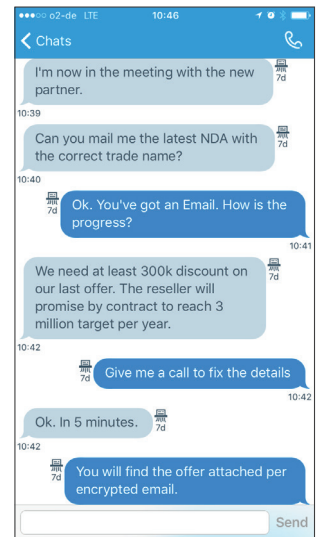 o2-de LTE 10:46
Chats
I'm now in the meeting with the new
partner.
7d
10:39
Can you mail me the latest NDA with
the correct trade name?
7d
10:40
7d
Ok. You've got an Email. How is the
progress?
10:41
We need at least 300k discount on
our last offer. The reseller will
promise by contract to reach 3
million target per year.
7d
10:42
7d
Give me a call to fix the details
10:42
Ok. In 5 minutes.
7d
10:42
7d
You will find the offer attached per
encrypted email.
Send